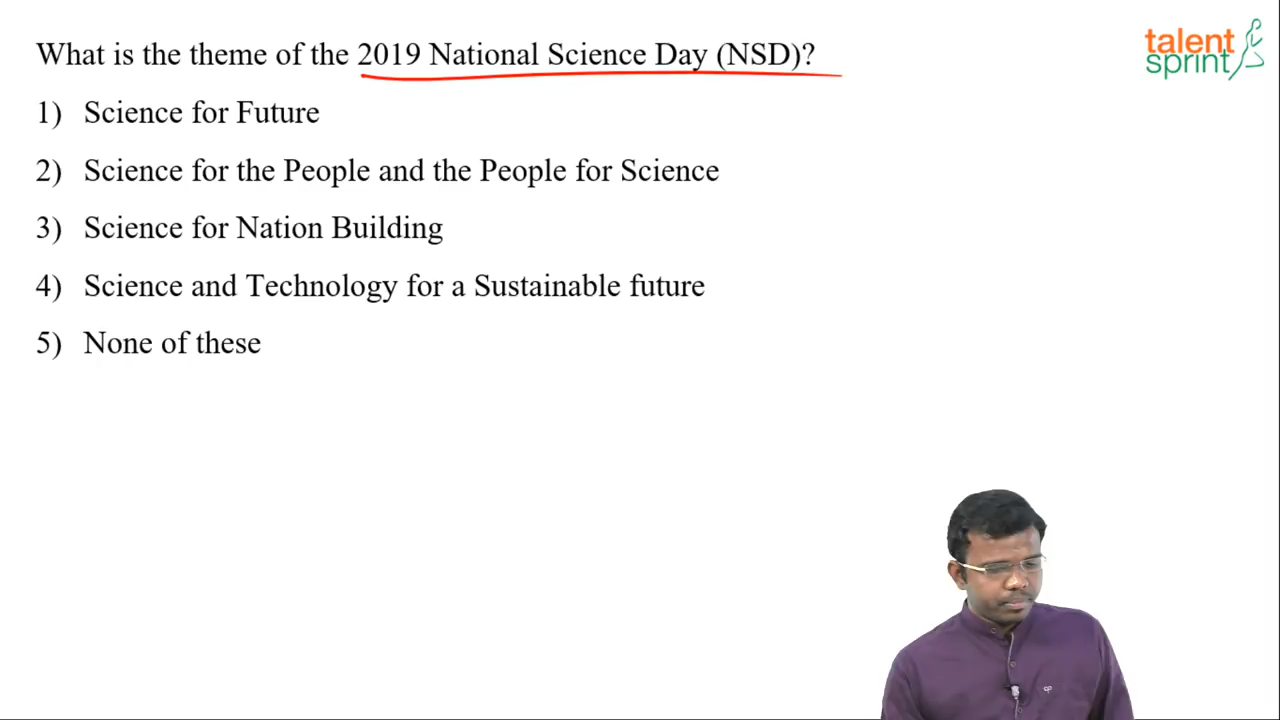 What is the theme of the 2019 National Science Day (NSD)?
talent
sprint
1) Science for Future
2) Science for the People and the People for Science
3) Science for Nation Building
4) Science and Technology for a Sustainable future
5) None of these